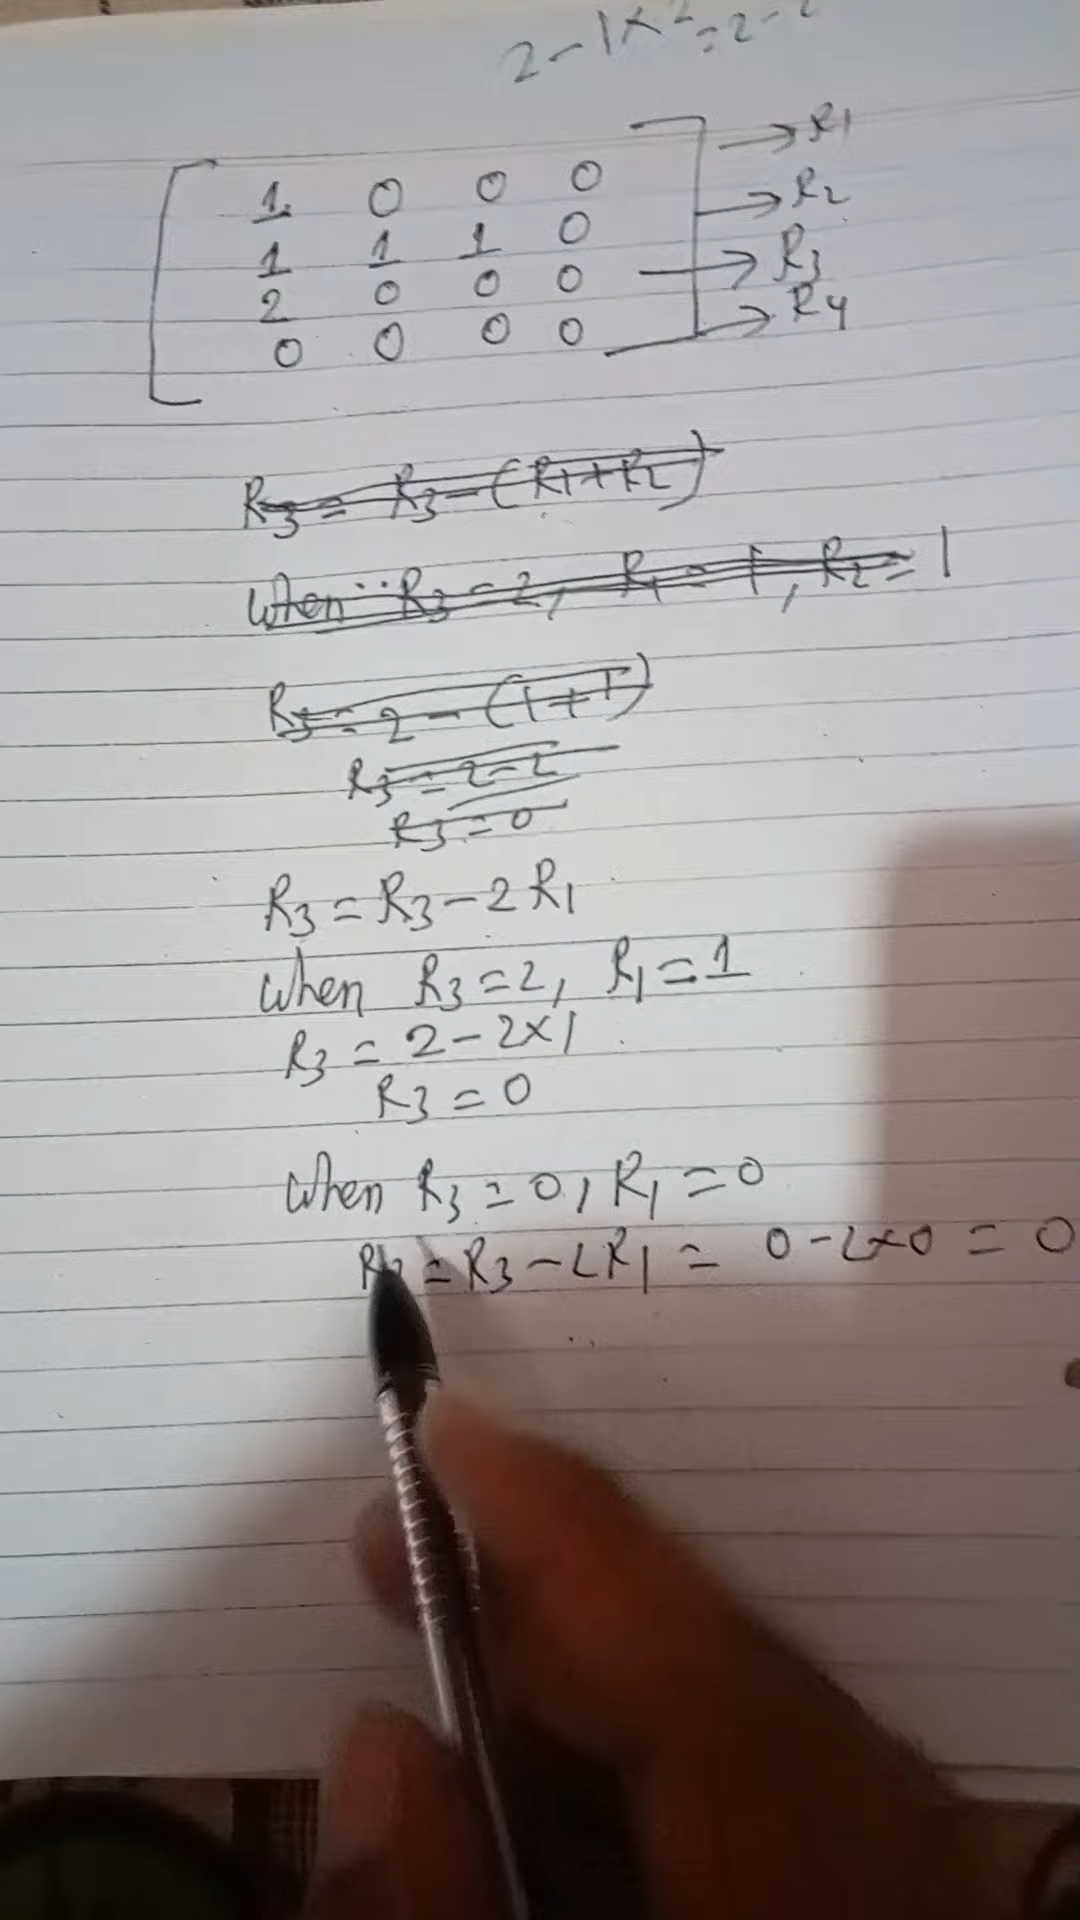 2-1×2=2-2
1 0 0 0 → R1
1 1 1 0 → R2
2 0 0 0 → R3
0 0 0 0 → R4
R3 = R3 - (R1+R2)
when R3 = 2, R1 = 1, R2 = 1
R3 = 2 - (1+1)
R3 = 2-2
R3 = 0
R3 = R3 - 2R1
when R3 = 2, R1 = 1
R3 = 2 - 2×1
R3 = 0
when R3 = 0, R1 = 0
R3 = R3 - 2R1 = 0 - 2×0 = 0